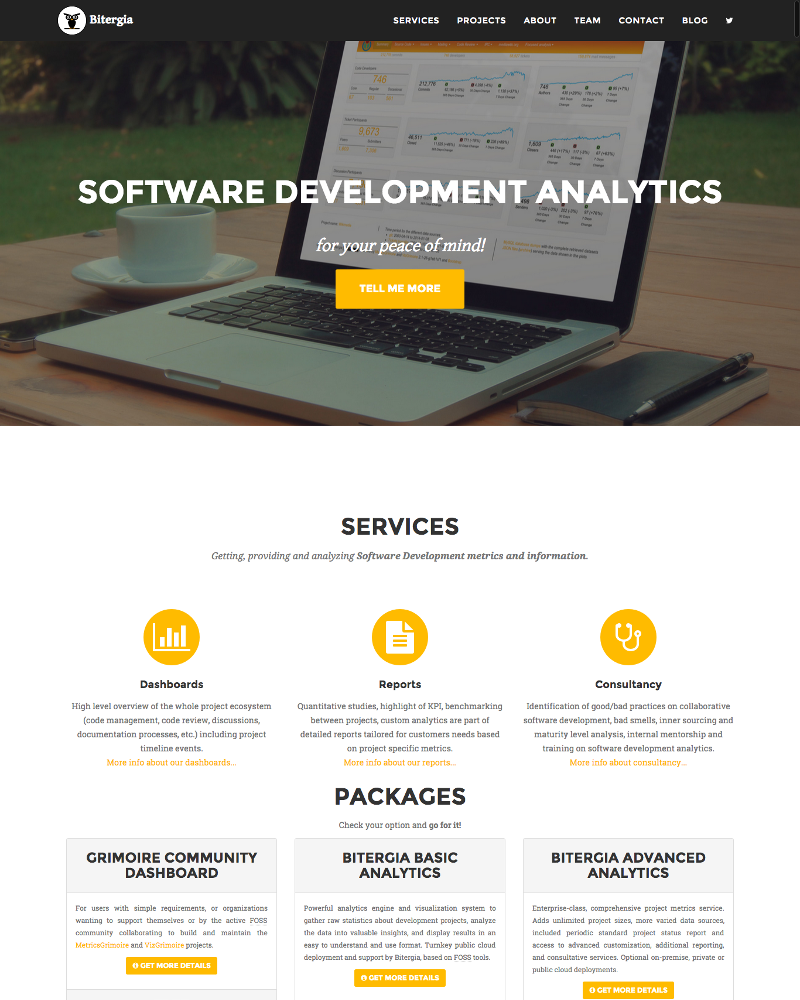 Bitergia
SERVICES PROJECTS ABOUT TEAM CONTACT BLOG
746
212,776
748
9,673
46,511
1,609
SOFTWARE DEVELOPMENT ANALYTICS
for your peace of mind!
TELL ME MORE
SERVICES
Getting, providing and analyzing Software Development metrics and information.
Dashboards
High level overview of the whole project ecosystem
(code management, code review, discussions,
documentation processes, etc.) including project
timeline events.
More info about our dashboards...
Reports
Quantitative studies, highlight of KPI, benchmarking
between projects, custom analytics are part of
detailed reports tailored for customers needs based
on project specific metrics.
More info about our reports...
Consultancy
Identification of good/bad practices on collaborative
software development, bad smells, inner sourcing and
maturity level analysis, internal mentorship and
training on software development analytics.
More info about consultancy...
PACKAGES
Check your option and go for it!
GRIMOIRE COMMUNITY
DASHBOARD
For users with simple requirements, or organizations
wanting to support themselves or by the active FOSS
community collaborating to build and maintain the
MetricsGrimoire and VizGrimoire projects.
GET MORE DETAILS
BITERGIA BASIC
ANALYTICS
Powerful analytics engine and visualization system to
gather raw statistics about development projects, analyze
the data into valuable insights, and display results in an
easy to understand and use format. Turnkey public cloud
deployment and support by Bitergia, based on FOSS tools.
GET MORE DETAILS
BITERGIA ADVANCED
ANALYTICS
Enterprise-class, comprehensive project metrics service.
Adds unlimited project sizes, more varied data sources,
included periodic standard project status report and
access to advanced customization, additional reporting,
and consultative services. Optional on-premise, private or
public cloud deployments.
GET MORE DETAILS